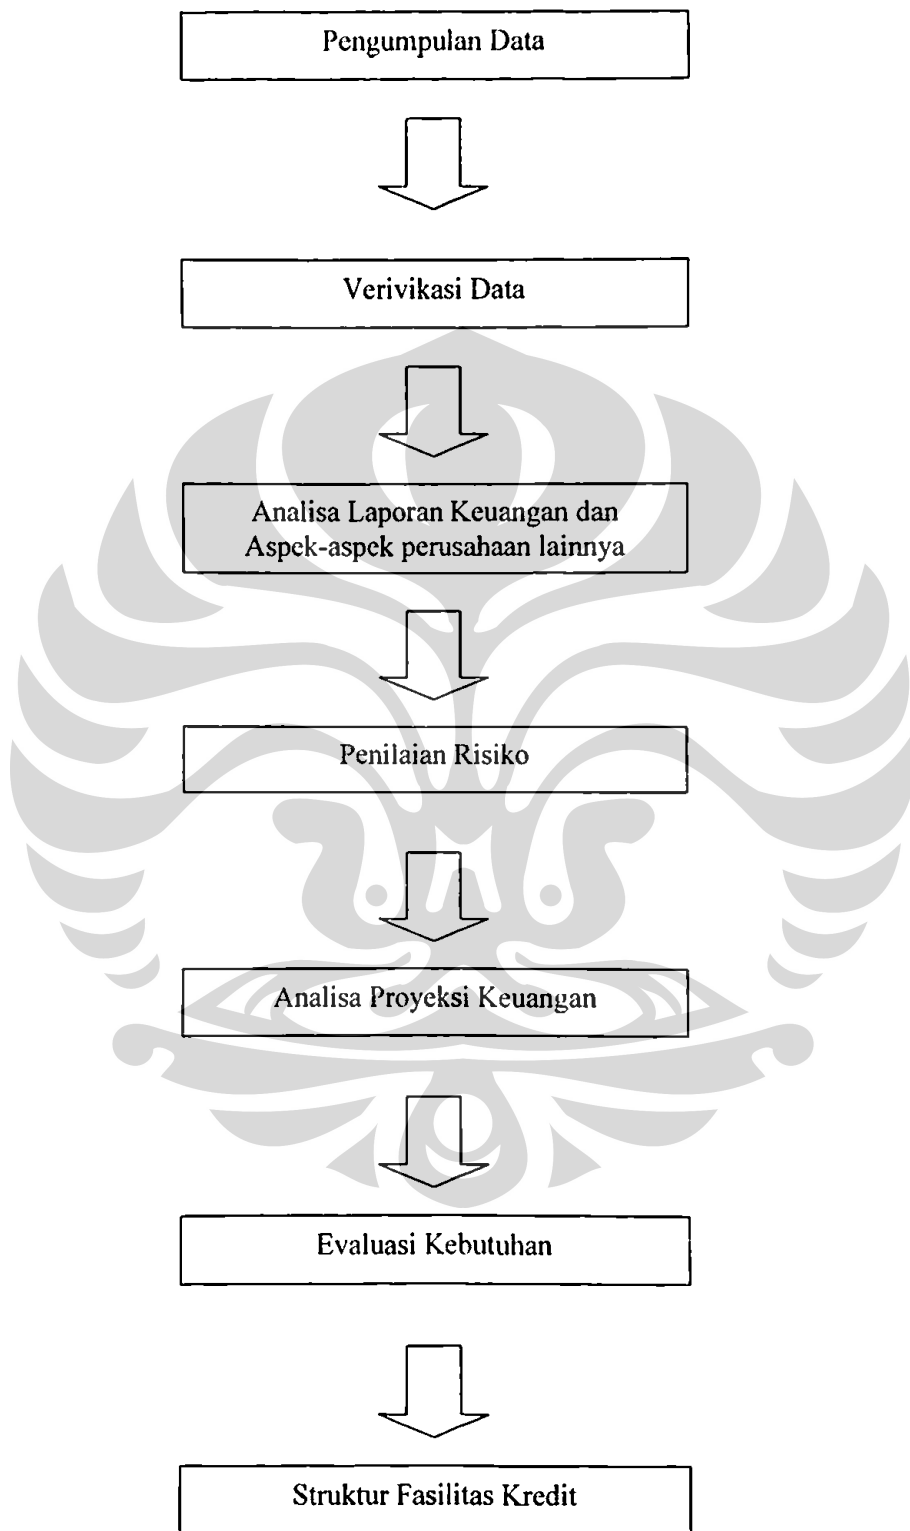 Pengumpulan Data
Verivikasi Data
Analisa Laporan Keuangan dan
Aspek-aspek perusahaan lainnya
Penilaian Risiko
Analisa Proyeksi Keuangan
Evaluasi Kebutuhan
Struktur Fasilitas Kredit